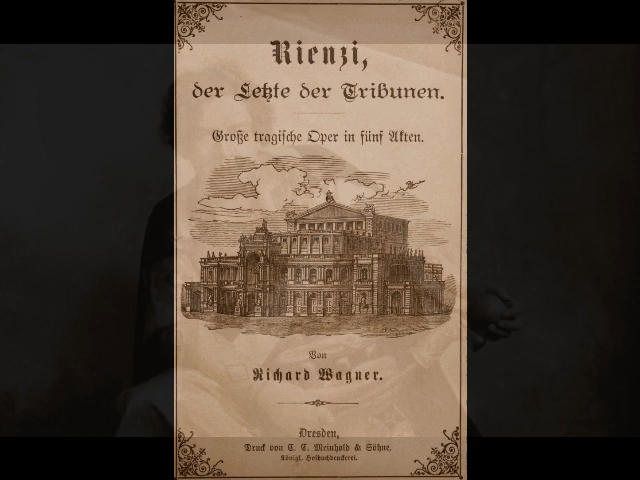 Rienzi,
der Letzte der Tribunen.
Große tragische Oper in fünf Akten.
Von
Richard Wagner.
Dresden,
Druck von C. C. Meinhold & Söhne,
Königl. Hofbuchdruckerei.